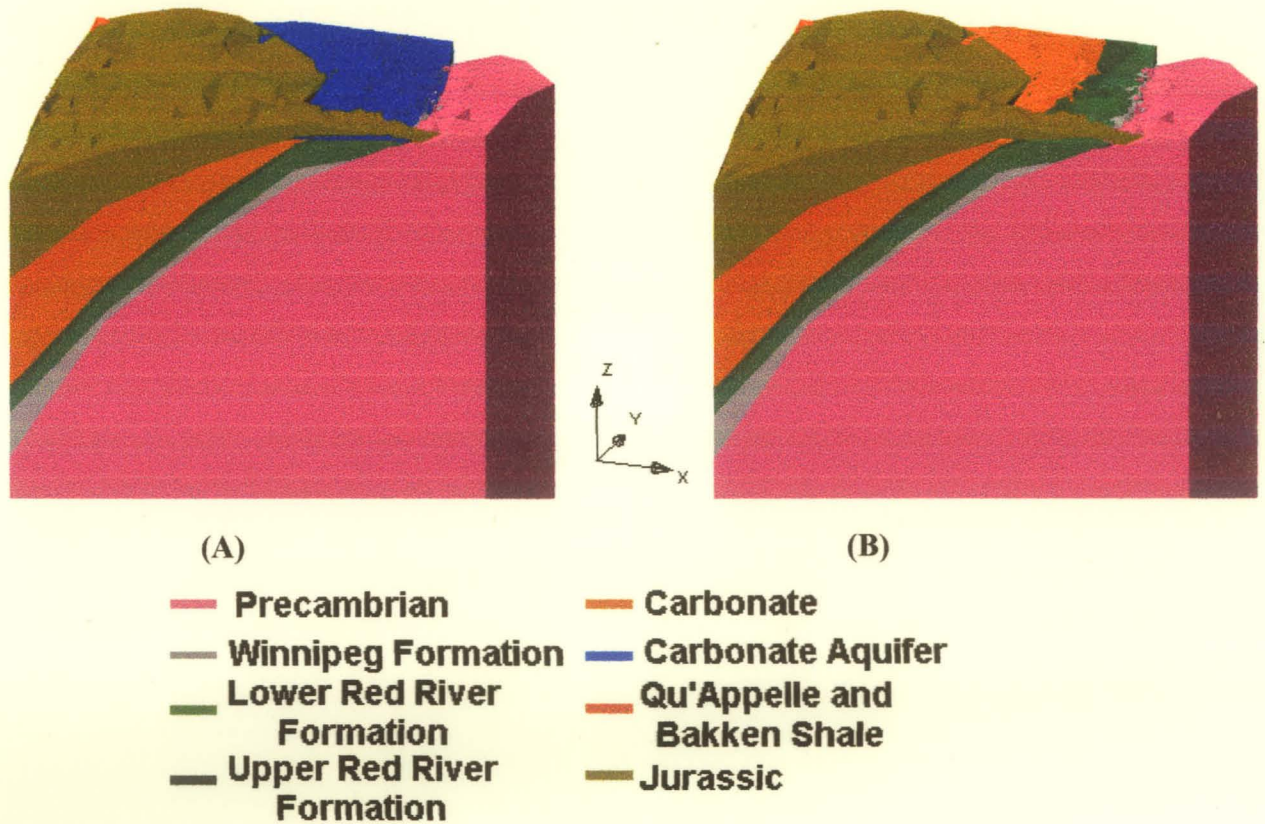 Z
Y
X
(A)
(B)
Precambrian
Winnipeg Formation
Lower Red River
Formation
Upper Red River
Formation
Carbonate
Carbonate Aquifer
Qu'Appelle and
Bakken Shale
Jurassic